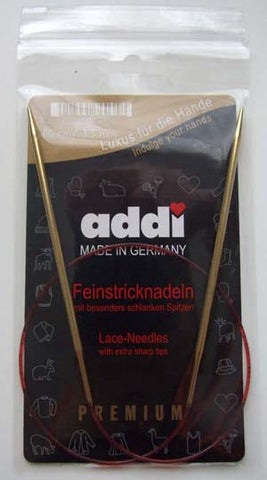 Luxus für die Hände
Indulge your hands
addi
MADE IN GERMANY
Feinstricknadeln
mit besonders schlanken Spitzen
Lace-Needles
with extra sharp tips
PREMIUM